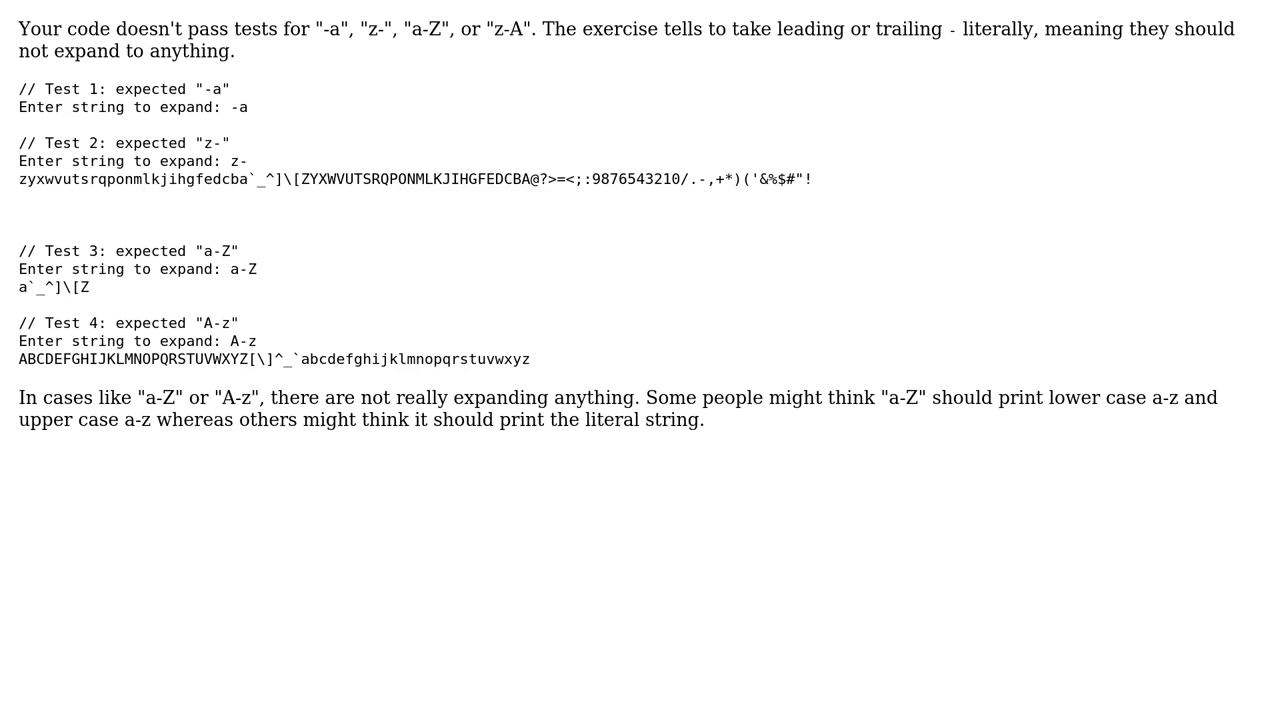 Your code doesn't pass tests for "-a", "z-", "a-Z", or "z-A". The exercise tells to take leading or trailing - literally, meaning they should
not expand to anything.
// Test 1: expected "-a"
Enter string to expand: -a
// Test 2: expected "z-"
Enter string to expand: z-
zyxwvutsrqponmlkjihgfedcba`_^]\[ZYXWVUTSRQPONMLKJIHGFEDCBA@?>=<;:9876543210/.-,+*)('&%$#"!
// Test 3: expected "a-Z"
Enter string to expand: a-Z
a`_^]\[Z
// Test 4: expected "A-z"
Enter string to expand: A-z
ABCDEFGHIJKLMNOPQRSTUVWXYZ[\]^_`abcdefghijklmnopqrstuvwxyz
In cases like "a-Z" or "A-z", there are not really expanding anything. Some people might think "a-Z" should print lower case a-z and
upper case a-z whereas others might think it should print the literal string.